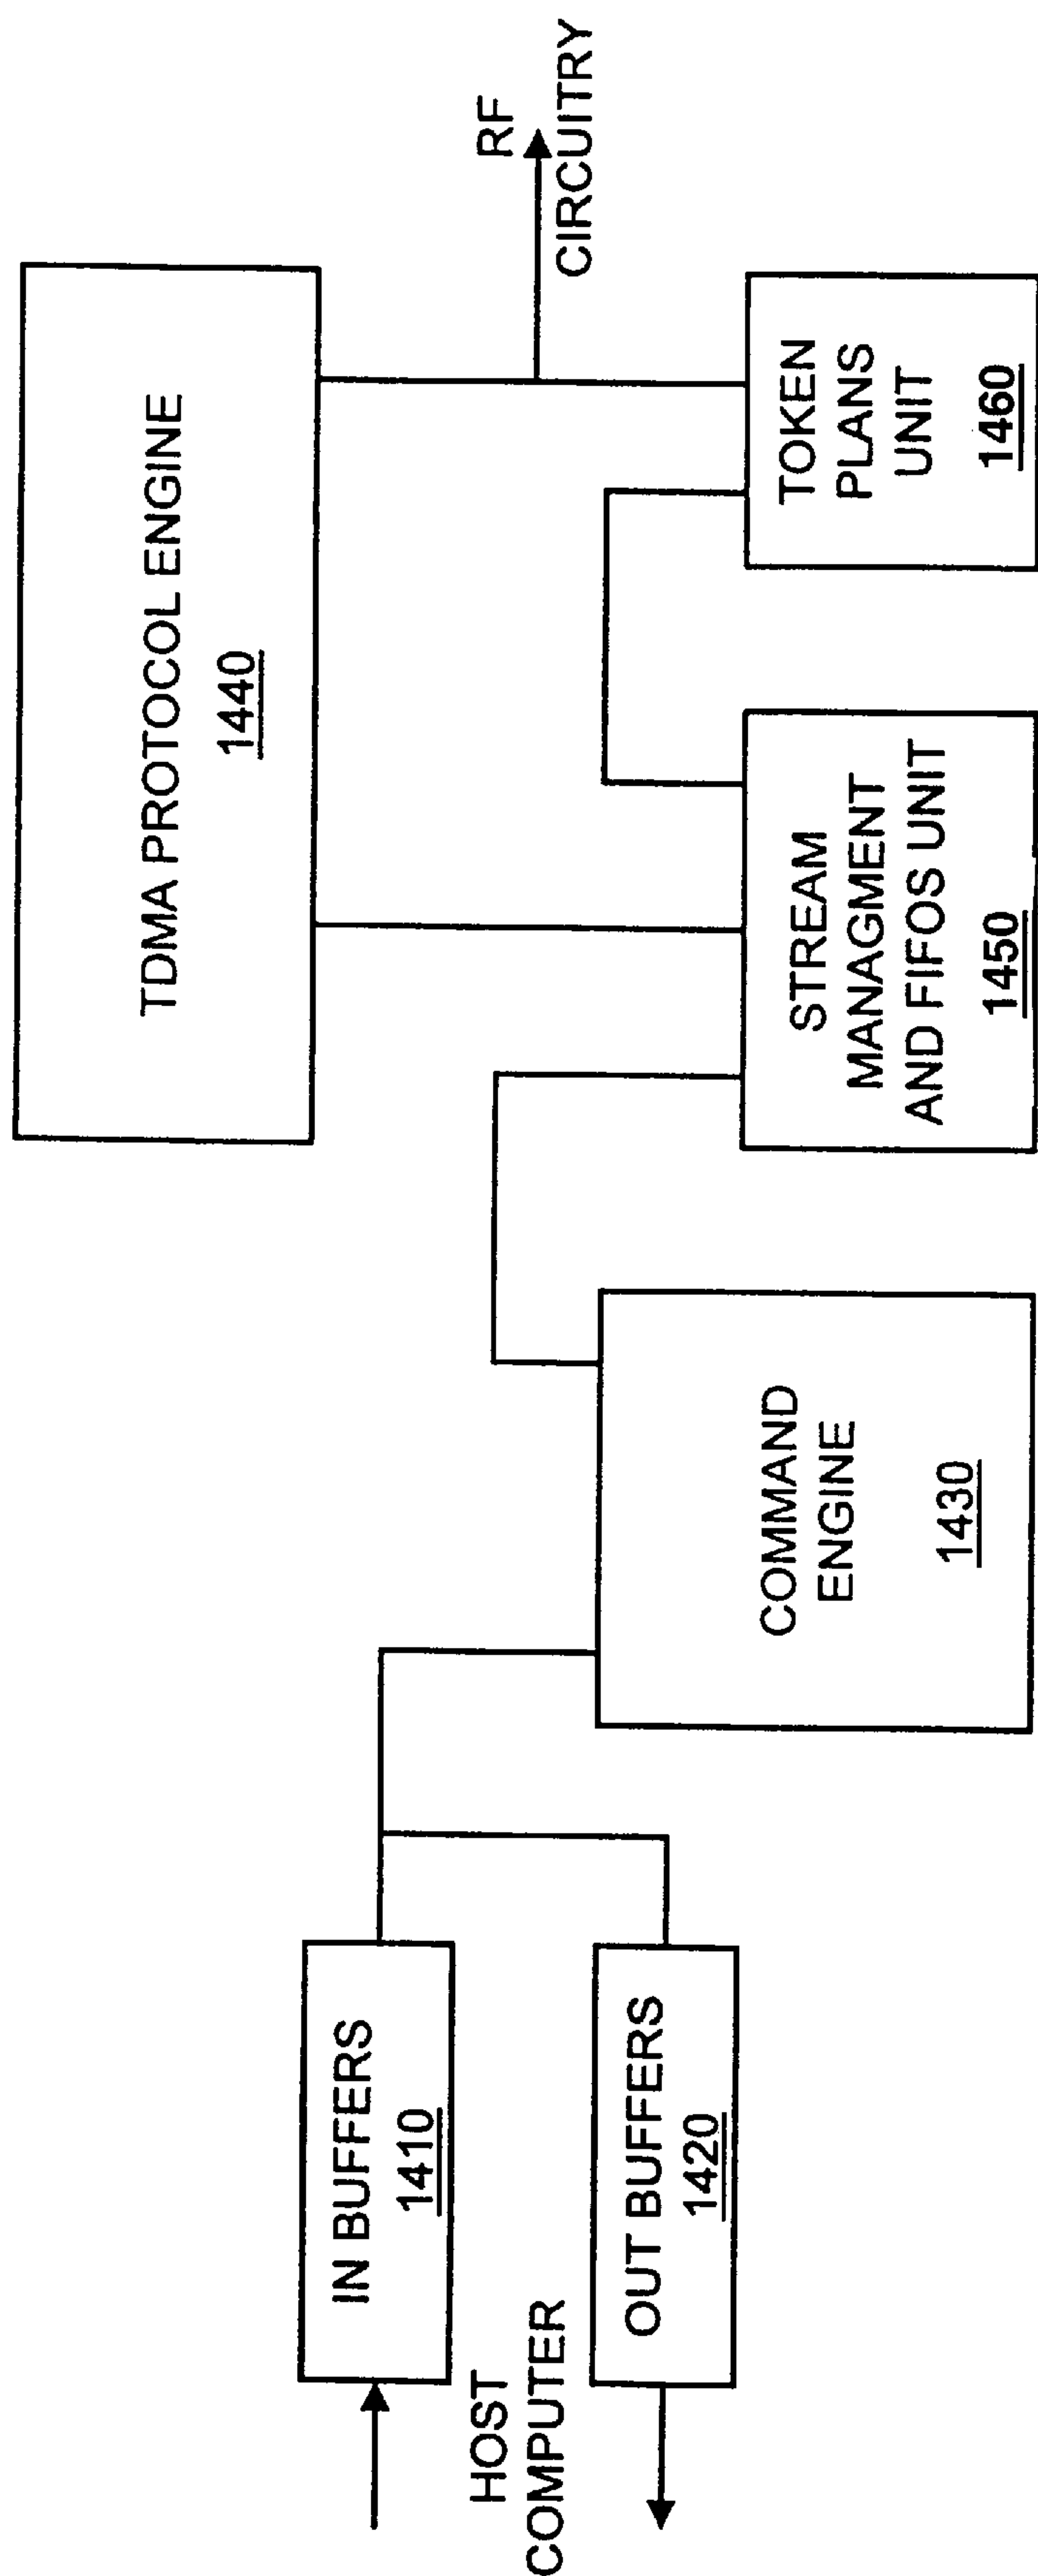 HOST
COMPUTER
IN BUFFERS
1410
OUT BUFFERS
1420
COMMAND
ENGINE
1430
TDMA PROTOCOL ENGINE
1440
STREAM
MANAGMENT
AND FIFOS UNIT
1450
TOKEN
PLANS
UNIT
1460
RF
CIRCUITRY